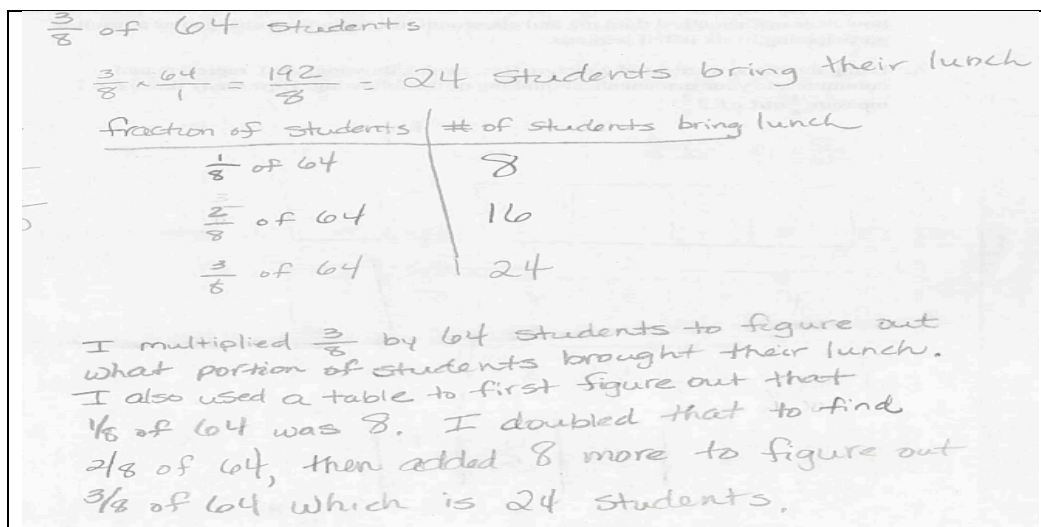 3/8 of 64 students
3/8 × 64/1 = 192/8 = 24 students bring their lunch
fraction of students | # of students bring lunch
1/8 of 64 | 8
2/8 of 64 | 16
3/8 of 64 | 24
I multiplied 3/8 by 64 students to figure out
what portion of students brought their lunch.
I also used a table to first figure out that
1/8 of 64 was 8. I doubled that to find
2/8 of 64, then added 8 more to figure out
3/8 of 64 which is 24 students.